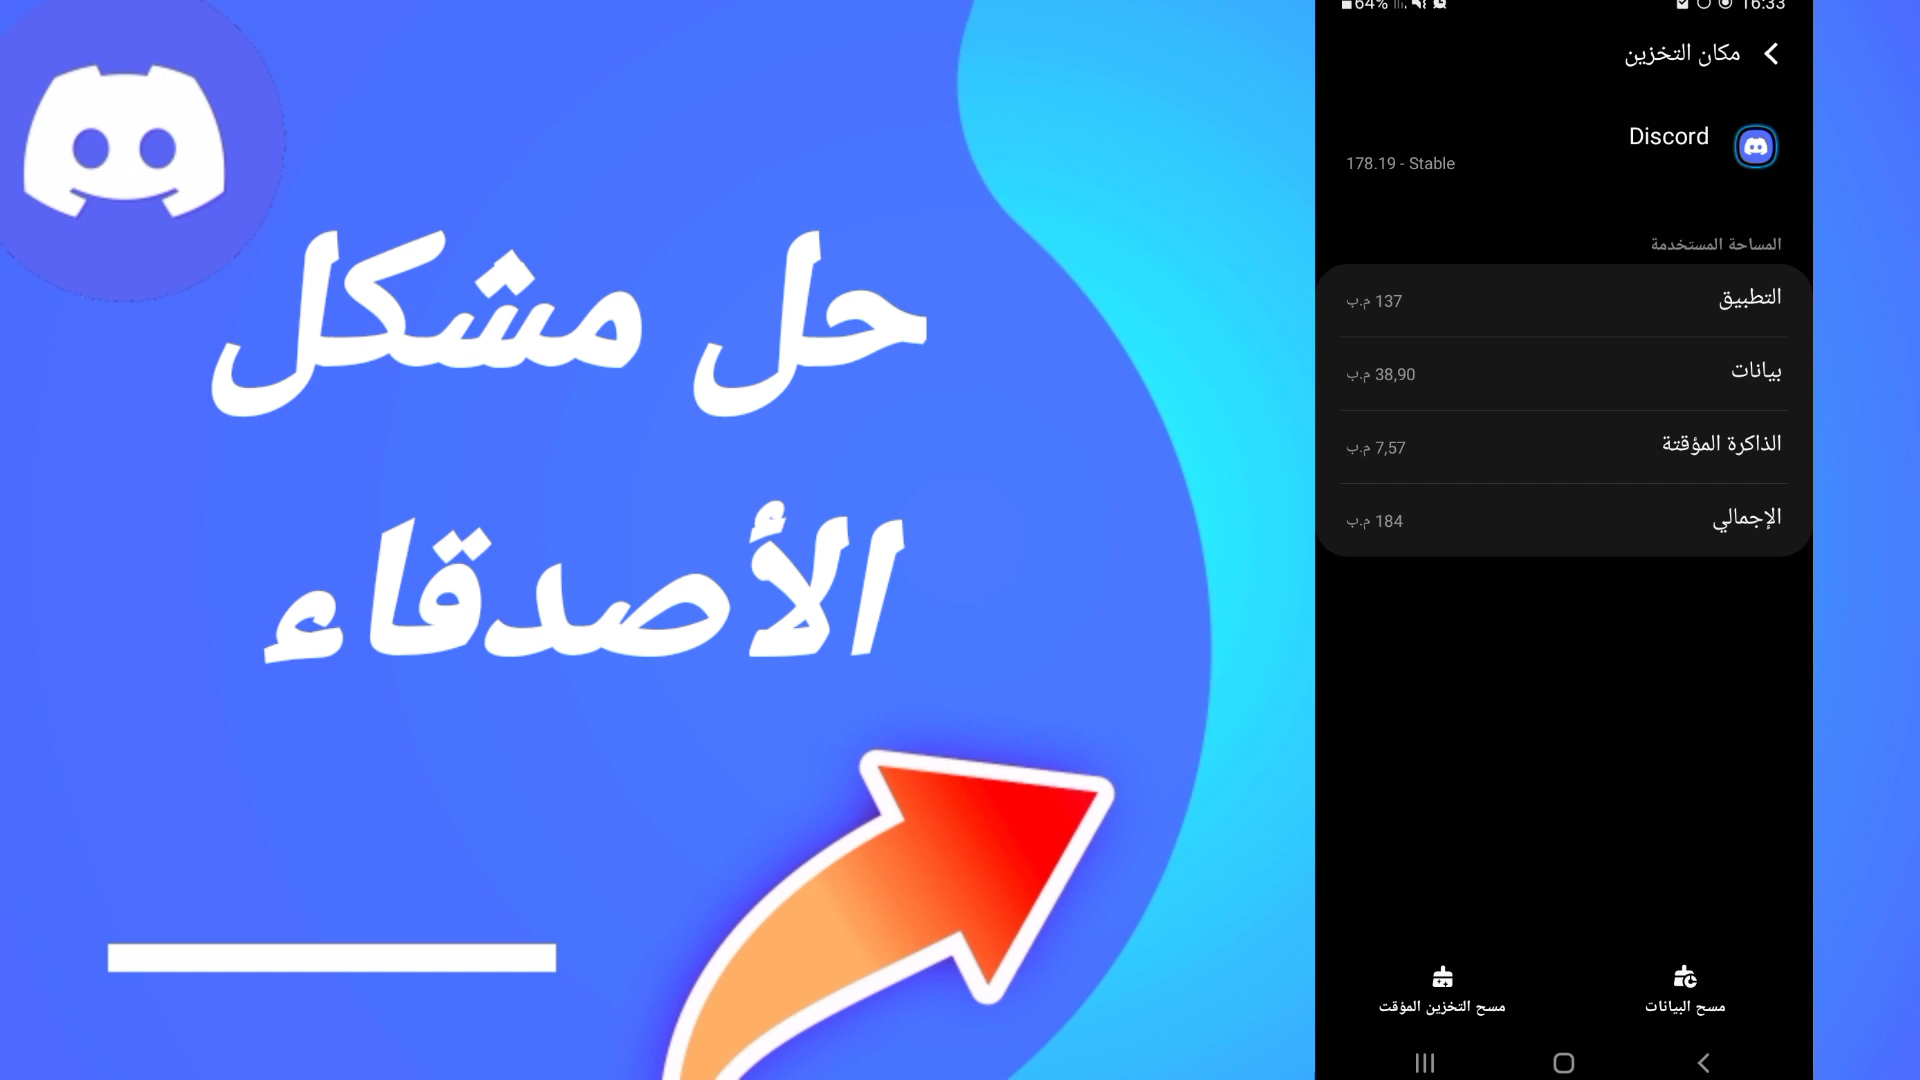 حل مشكل
الأصدقاء
64% 16:33
مكان التخزين
Discord
178.19 - Stable
المساحة المستخدمة
التطبيق 137 م.ب
بيانات 38,90 م.ب
الذاكرة المؤقتة 7,57 م.ب
الإجمالي 184 م.ب
مسح البيانات
مسح التخزين المؤقت